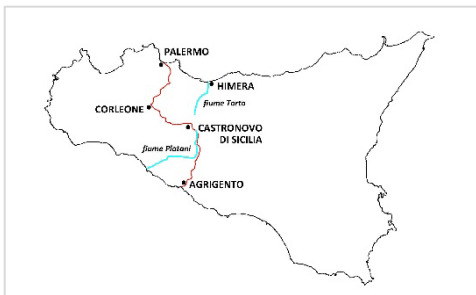 PALERMO
HIMERA
fiume Torto
CORLEONE
CASTRONOVO
DI SICILIA
fiume Platani
AGRIGENTO